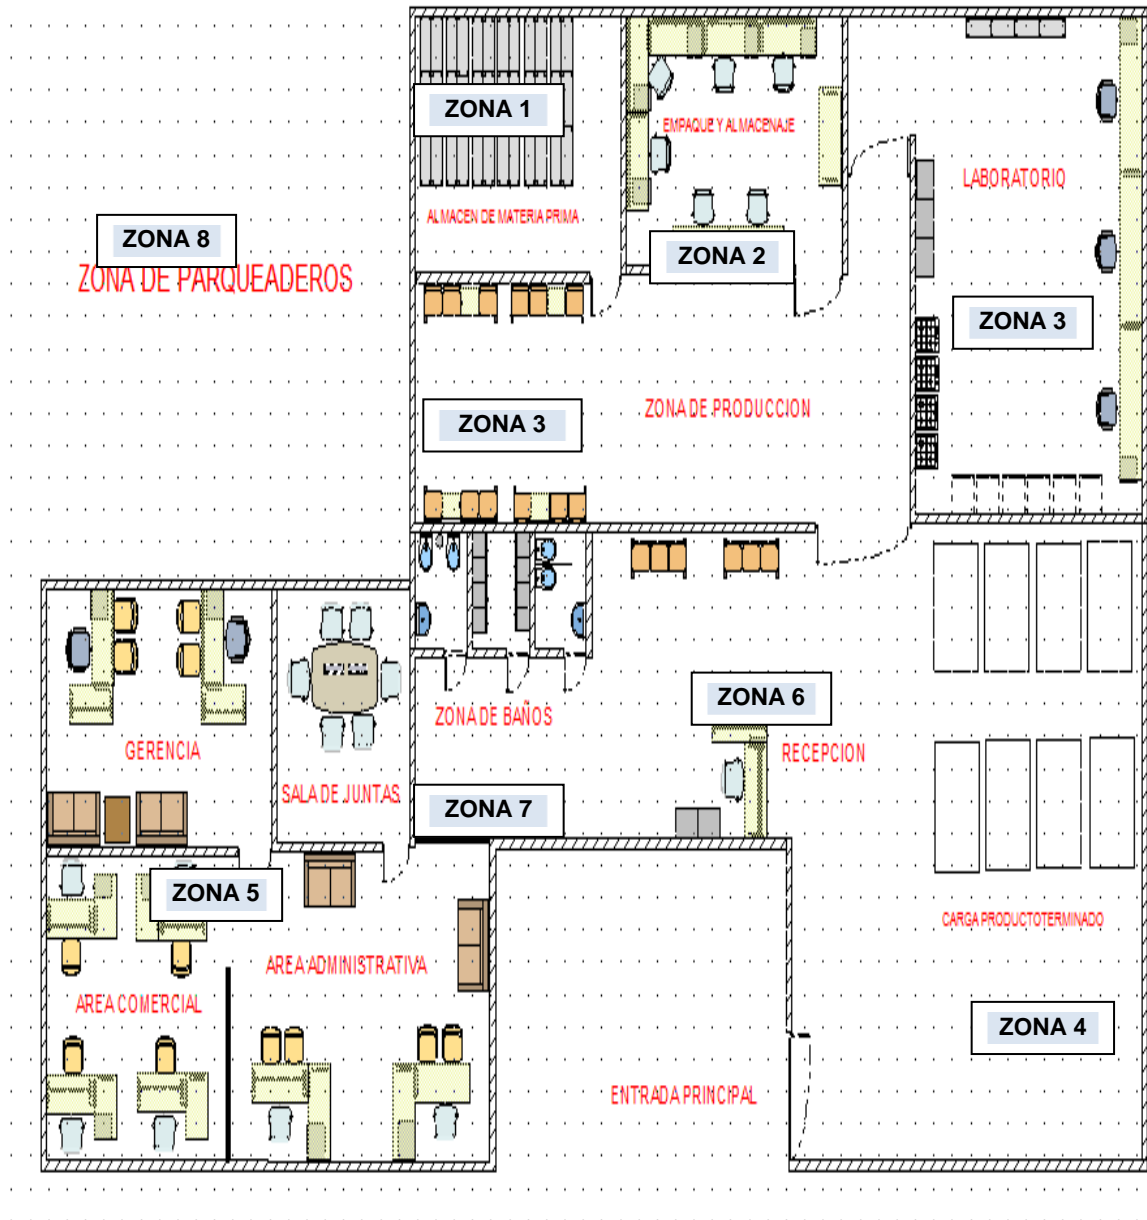 ZONA 1
EMPAQUE Y ALMACENAJE
LABORATORIO
ALMACEN DE MATERIA PRIMA
ZONA 8
ZONA DE PARQUEADEROS
ZONA 2
ZONA 3
ZONA DE PRODUCCION
ZONA 3
ZONA 6
ZONA DE BAÑOS
GERENCIA
RECEPCION
SALA DE JUNTAS
ZONA 7
ZONA 5
CARGA PRODUCTOTERMINADO
AREA ADMINISTRATIVA
AREA COMERCIAL
ZONA 4
ENTRADA PRINCIPAL